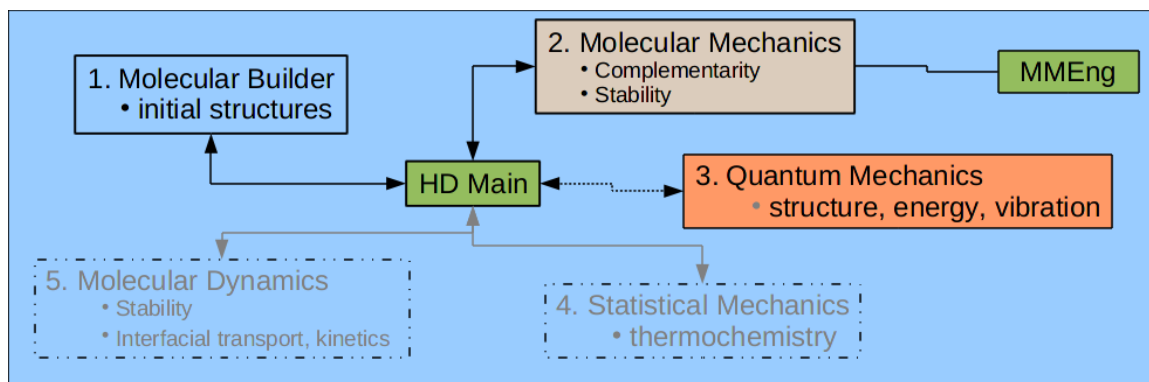 1. Molecular Builder
• initial structures
2. Molecular Mechanics
• Complementarity
• Stability
MMEng
HD Main
3. Quantum Mechanics
• structure, energy, vibration
5. Molecular Dynamics
• Stability
• Interfacial transport, kinetics
4. Statistical Mechanics
• thermochemistry